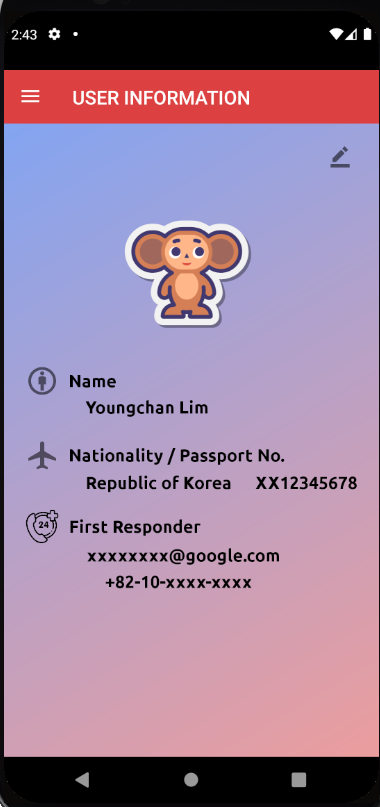 2:43
USER INFORMATION
Name
Youngchan Lim
Nationality / Passport No.
Republic of Korea XX12345678
24
First Responder
xxxxxxxx@google.com
+82-10-xxxx-xxxx